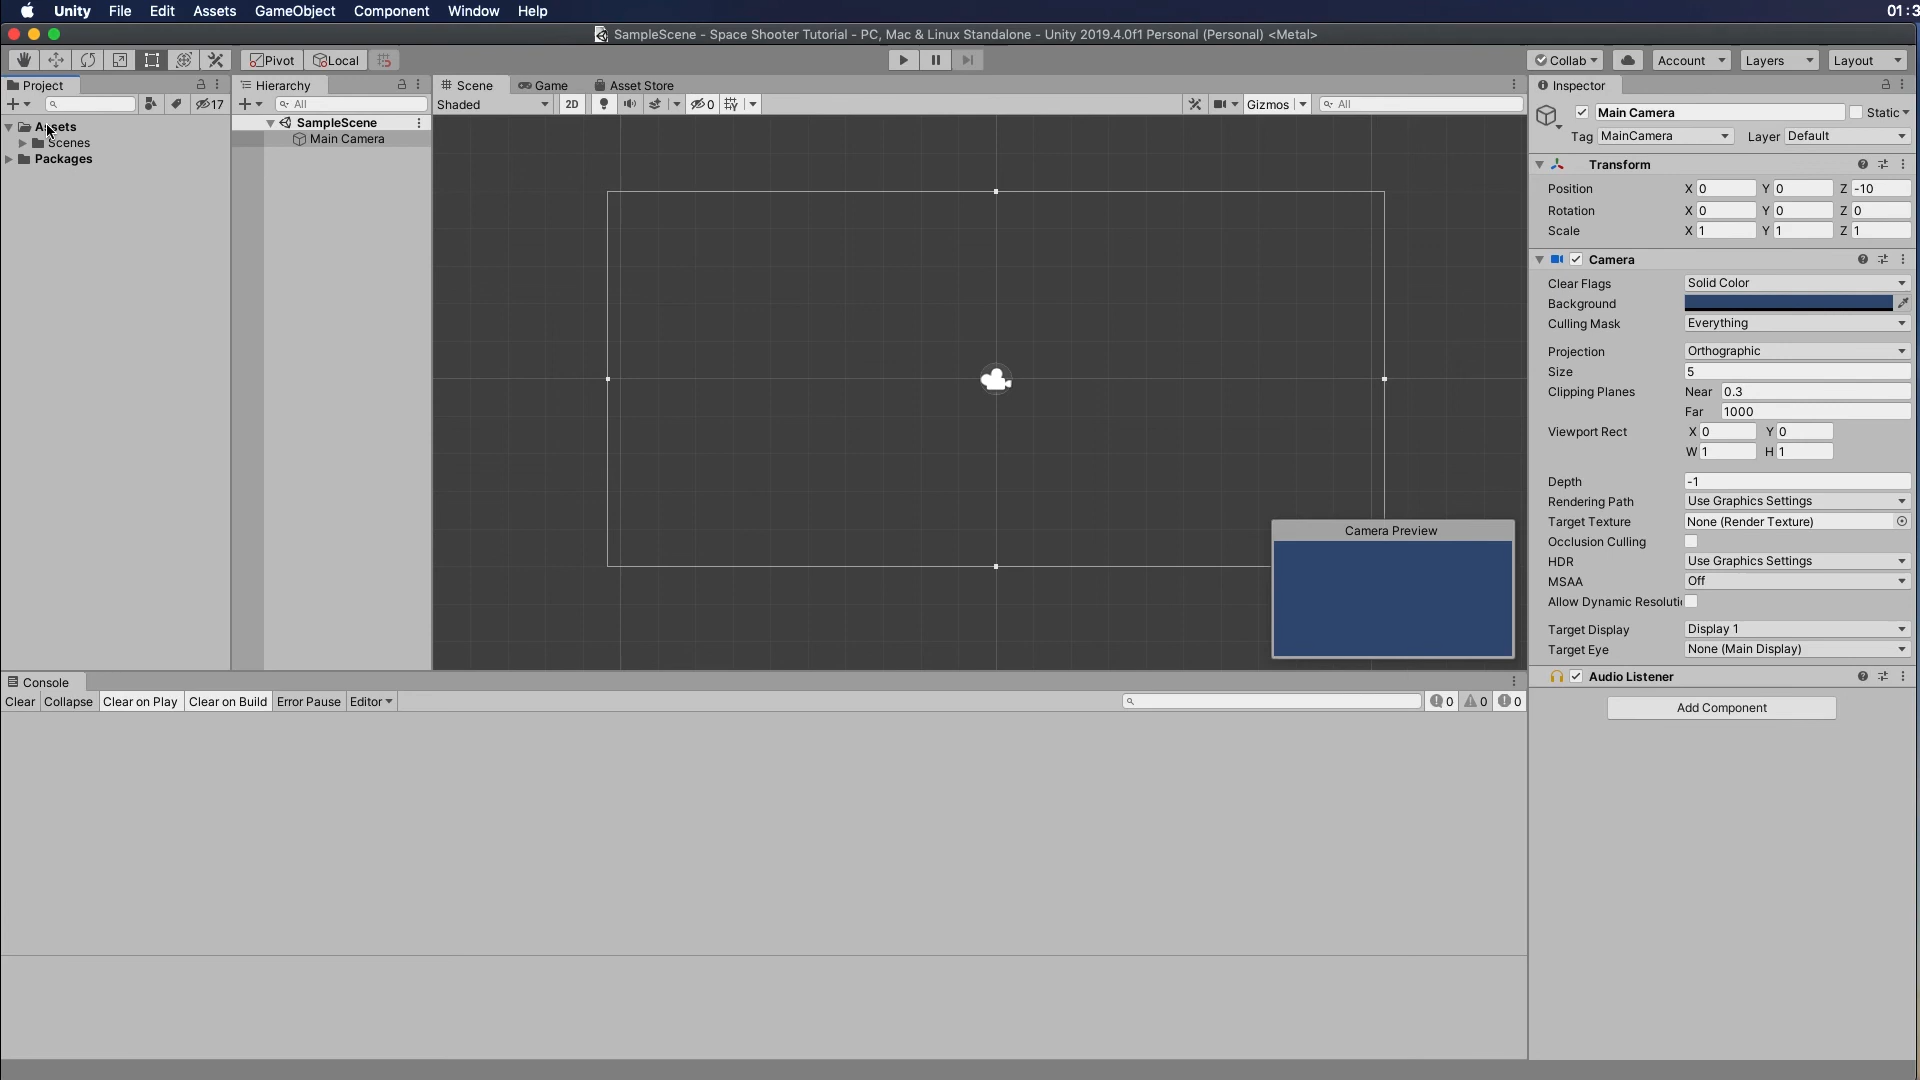 Unity File Edit Assets GameObject Component Window Help 01:3
SampleScene - Space Shooter Tutorial - PC, Mac & Linux Standalone - Unity 2019.4.0f1 Personal (Personal) <Metal>
Pivot Local Collab Account Layers Layout
Project Hierarchy Scene Game Asset Store Inspector
17 All Shaded 2D 0 Gizmos All
Assets
Scenes
Packages
SampleScene
Main Camera
Camera Preview
Main Camera Static
Tag MainCamera Layer Default
Transform
Position X 0 Y 0 Z -10
Rotation X 0 Y 0 Z 0
Scale X 1 Y 1 Z 1
Camera
Clear Flags Solid Color
Background
Culling Mask Everything
Projection Orthographic
Size 5
Clipping Planes Near 0.3
Far 1000
Viewport Rect X 0 Y 0
W 1 H 1
Depth -1
Rendering Path Use Graphics Settings
Target Texture None (Render Texture)
Occlusion Culling
HDR Use Graphics Settings
MSAA Off
Allow Dynamic Resoluti
Target Display Display 1
Target Eye None (Main Display)
Audio Listener
Add Component
Console
Clear Collapse Clear on Play Clear on Build Error Pause Editor 0 0 0